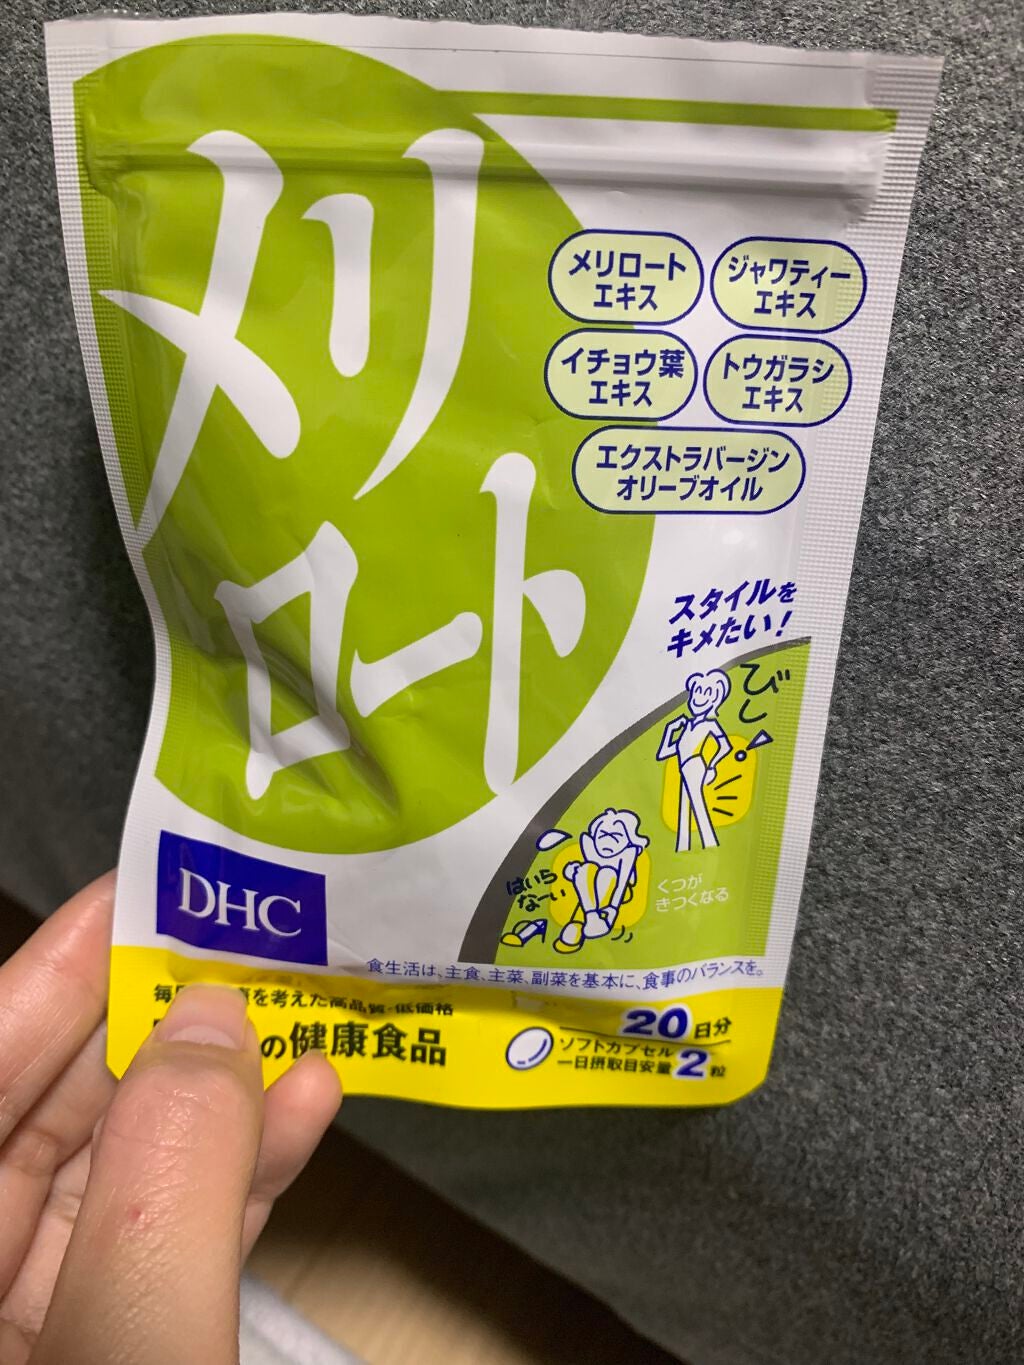 メリロート
メリロート
エキス
ジャワティー
エキス
イチョウ葉
エキス
トウガラシ
エキス
エクストラバージン
オリーブオイル
スタイルを
キメたい!
びし
はいら
なーい
くつが
きつくなる
DHC
食生活は、主食、主菜、副菜を基本に、食事のバランスを。
を考えた高品質・低価格
の健康食品
20日分
ソフトカプセル
一日摂取目安量2粒